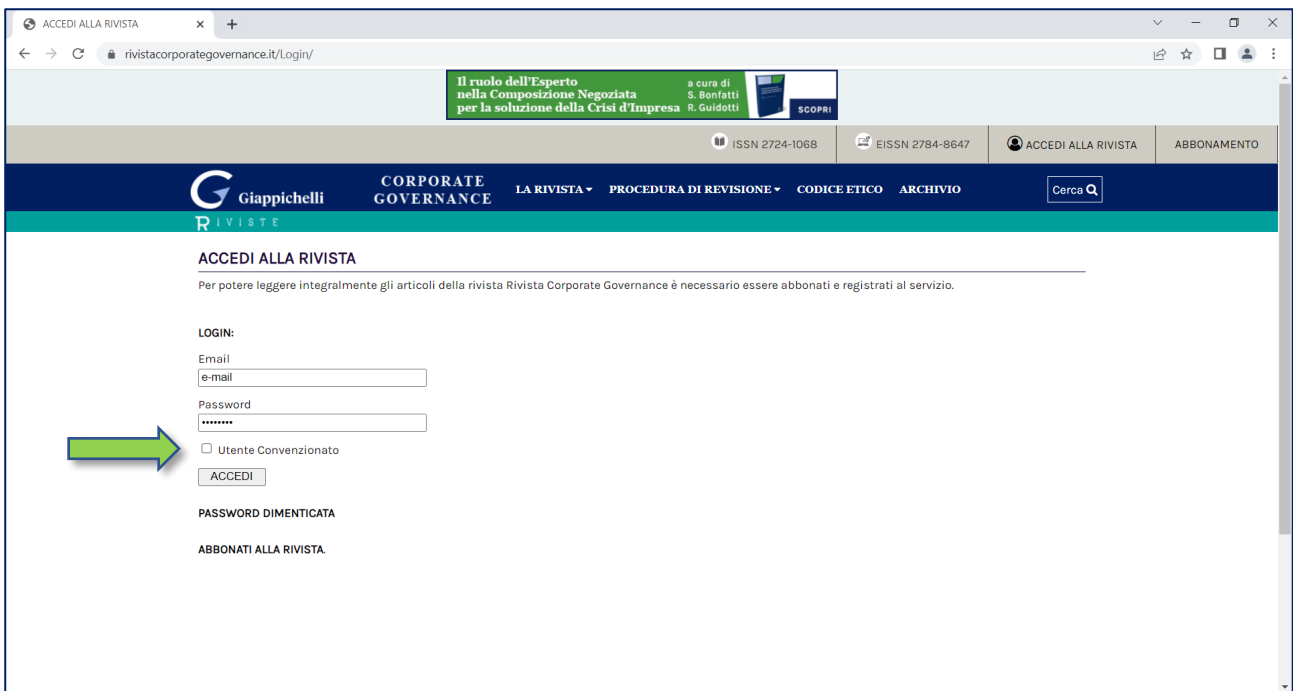 ACCEDI ALLA RIVISTA
rivistacorporategovernance.it/Login/
Il ruolo dell'Esperto
nella Composizione Negoziata
per la soluzione della Crisi d'Impresa
a cura di
S. Bonfatti
R. Guidotti
SCOPRI
ISSN 2724-1068
EISSN 2784-8647
ACCEDI ALLA RIVISTA
ABBONAMENTO
Giappichelli
CORPORATE
GOVERNANCE
LA RIVISTA
PROCEDURA DI REVISIONE
CODICE ETICO
ARCHIVIO
Cerca
RIVISTE
ACCEDI ALLA RIVISTA
Per potere leggere integralmente gli articoli della rivista Rivista Corporate Governance è necessario essere abbonati e registrati al servizio.
LOGIN:
Email
e-mail
Password
••••••••
Utente Convenzionato
ACCEDI
PASSWORD DIMENTICATA
ABBONATI ALLA RIVISTA.